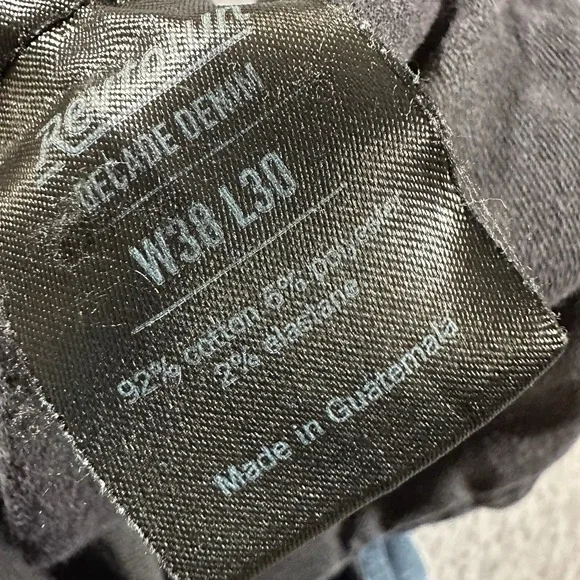 DECADE DENIM
W38 L30
92% cotton 6% polyester
2% elastane
Made in Guatemala